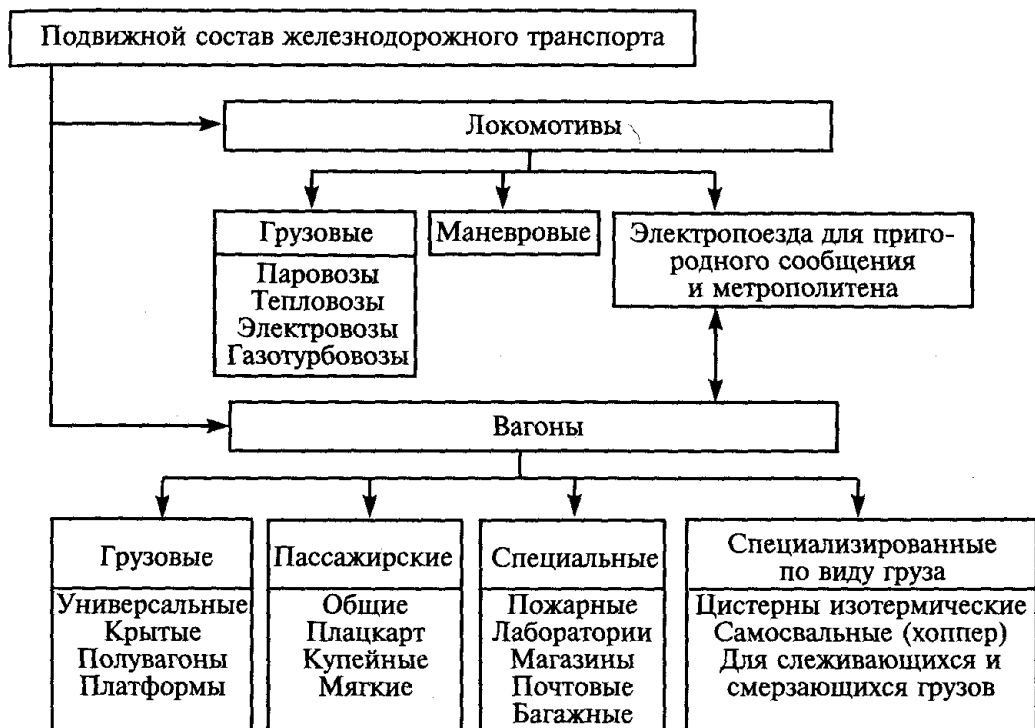 Подвижной состав железнодорожного транспорта
Локомотивы
Грузовые
Паровозы
Тепловозы
Электровозы
Газотурбовозы
Маневровые
Электропоезда для приго-
родного сообщения
и метрополитена
Вагоны
Грузовые
Универсальные
Крытые
Полувагоны
Платформы
Пассажирские
Общие
Плацкарт
Купейные
Мягкие
Специальные
Пожарные
Лаборатории
Магазины
Почтовые
Багажные
Специализированные
по виду груза
Цистерны изотермические
Самосвальные (хоппер)
Для слеживающихся и
смерзающихся грузов